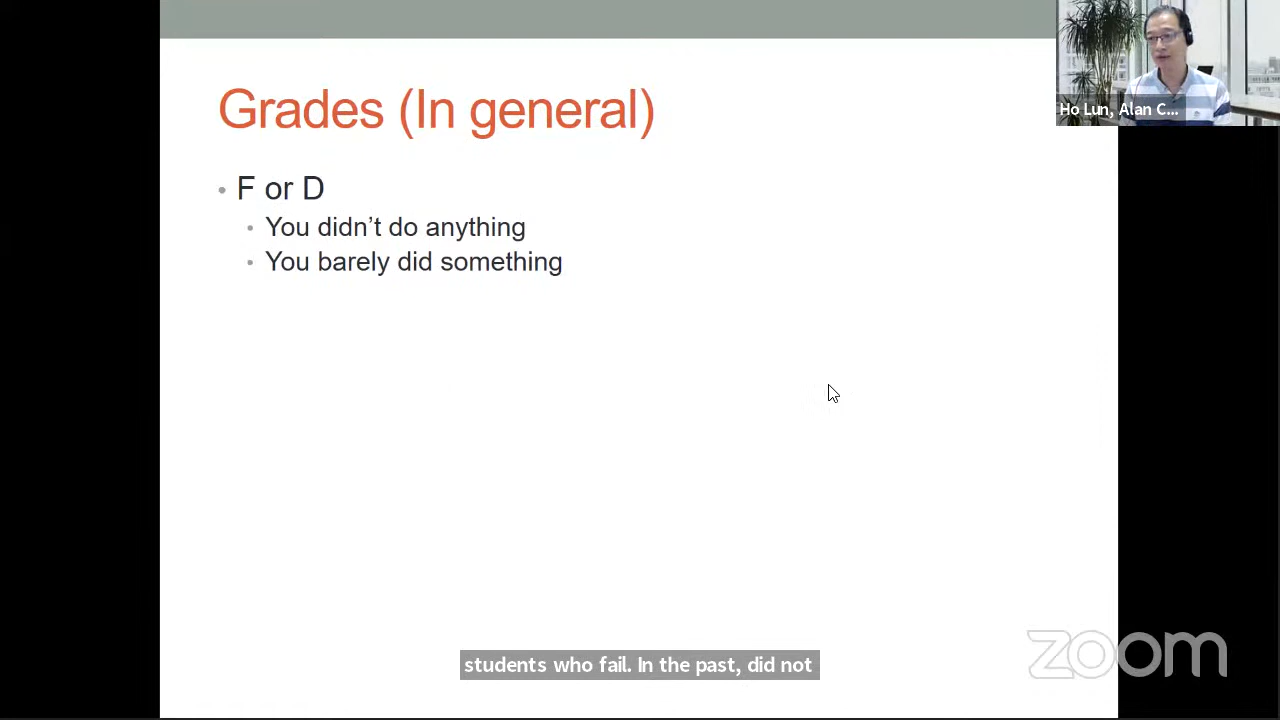 Ho Lun, Alan C...
Grades (In general)
• F or D
• You didn’t do anything
• You barely did something
students who fail. In the past, did not
zoom